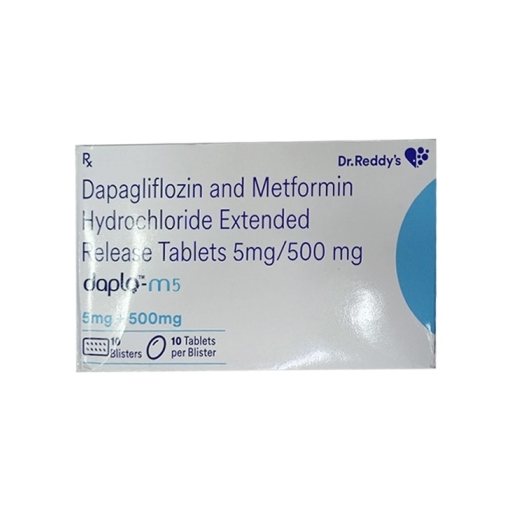 Rx
Dr.Reddy's
Dapagliflozin and Metformin
Hydrochloride Extended
Release Tablets 5mg/500 mg
daplo™-m5
5mg + 500mg
10 Blisters
10 Tablets per Blister